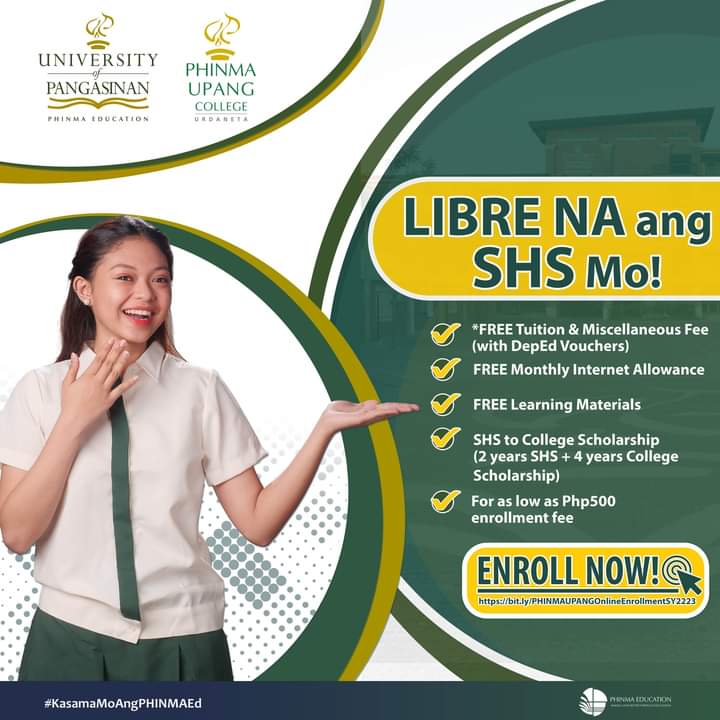 UNIVERSITY
of
PANGASINAN
PHINMA EDUCATION
PHINMA
UPANG
COLLEGE
URDANETA
LIBRE NA ang
SHS Mo!
*FREE Tuition & Miscellaneous Fee
(with DepEd Vouchers)
FREE Monthly Internet Allowance
FREE Learning Materials
SHS to College Scholarship
(2 years SHS + 4 years College
Scholarship)
For as low as Php500
enrollment fee
ENROLL NOW!
https://bit.ly/PHINMAUPANGOnlineEnrollmentSY2223
#KasamaMoAngPHINMAEd
PHINMA EDUCATION